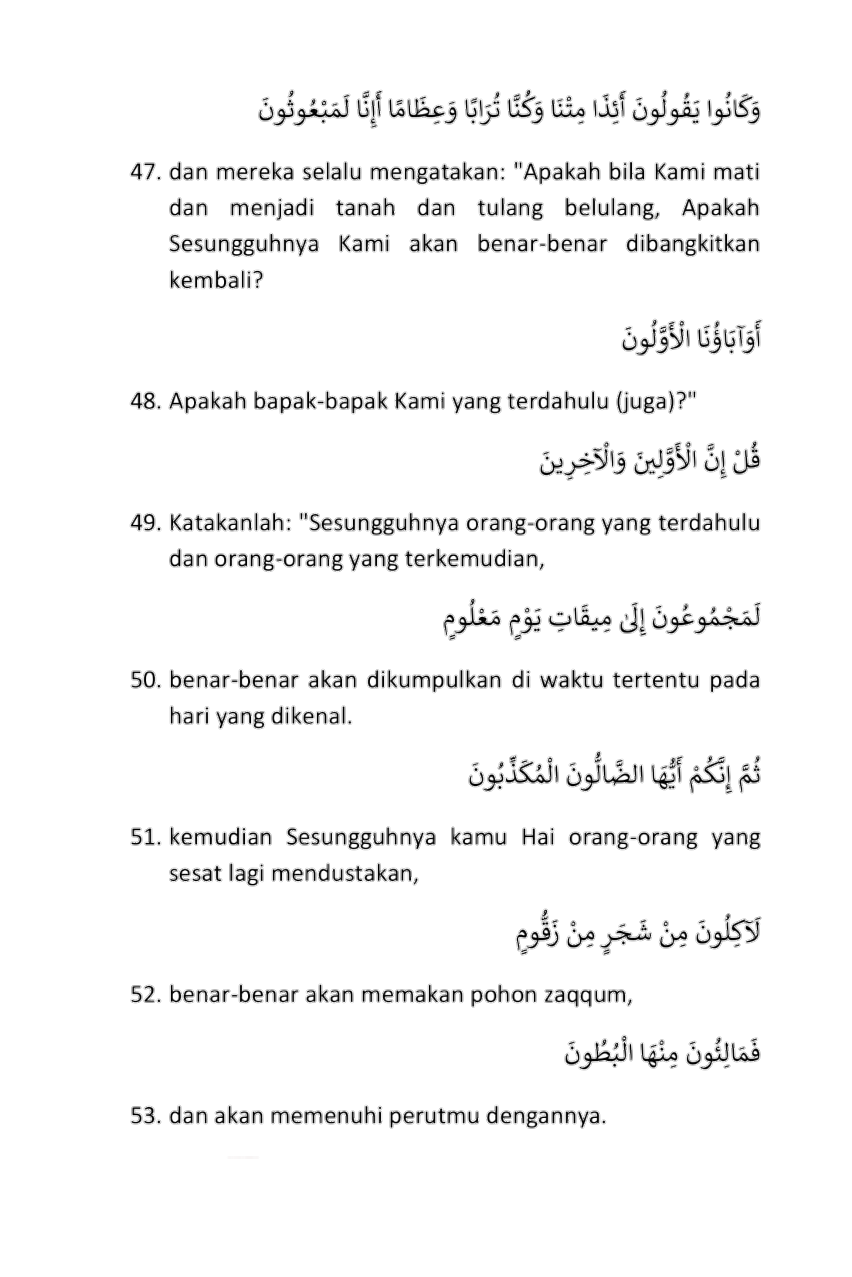 وَكَانُوا يَقُولُونَ أَئِذَا مِتْنَا وَكُنَّا تُرَابًا وَعِظَامًا أَإِنَّا لَمَبْعُوثُونَ
47. dan mereka selalu mengatakan: "Apakah bila Kami mati
dan menjadi tanah dan tulang belulang, Apakah
Sesungguhnya Kami akan benar-benar dibangkitkan
kembali?
أَوَآبَاؤُنَا الْأَوَّلُونَ
48. Apakah bapak-bapak Kami yang terdahulu (juga)?"
قُلْ إِنَّ الْأَوَّلِينَ وَالْآخِرِينَ
49. Katakanlah: "Sesungguhnya orang-orang yang terdahulu
dan orang-orang yang terkemudian,
لَمَجْمُوعُونَ إِلَىٰ مِيقَاتِ يَوْمٍ مَعْلُومٍ
50. benar-benar akan dikumpulkan di waktu tertentu pada
hari yang dikenal.
ثُمَّ إِنَّكُمْ أَيُّهَا الضَّالُّونَ الْمُكَذِّبُونَ
51. kemudian Sesungguhnya kamu Hai orang-orang yang
sesat lagi mendustakan,
لَآكِلُونَ مِنْ شَجَرٍ مِنْ زَقُّومٍ
52. benar-benar akan memakan pohon zaqqum,
فَمَالِئُونَ مِنْهَا الْبُطُونَ
53. dan akan memenuhi perutmu dengannya.